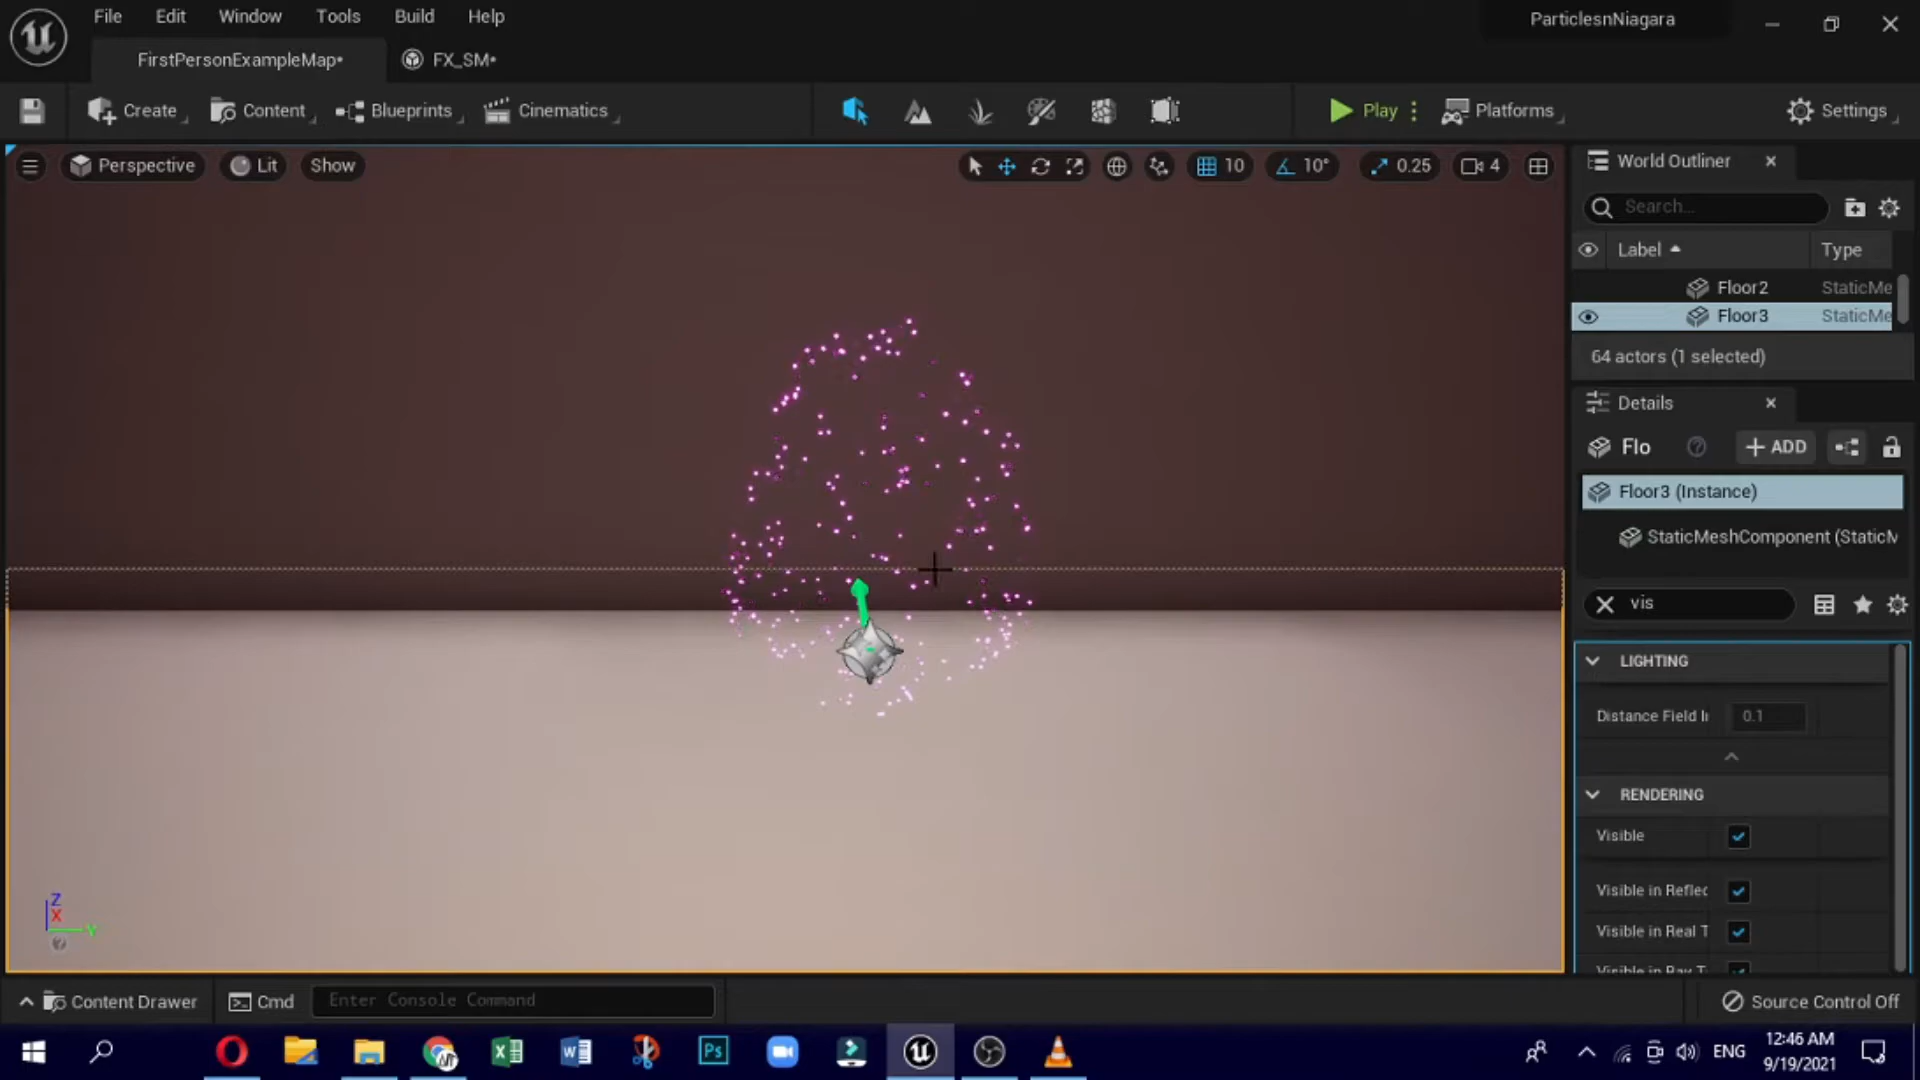 File Edit Window Tools Build Help
ParticlesnNiagara
FirstPersonExampleMap*
FX_SM*
Create Content Blueprints Cinematics
Play Platforms
Settings
Perspective Lit Show
10 10° 0.25 4
World Outliner
Search...
Label Type
Floor2 StaticMe
Floor3 StaticMe
64 actors (1 selected)
Details
Flo ADD
Floor3 (Instance)
StaticMeshComponent (StaticM
vis
LIGHTING
Distance Field I 0.1
RENDERING
Visible
Visible in Reflec
Visible in Real T
Visible in Ray T
Z
X
Y
Content Drawer Cmd Enter Console Command
Source Control Off
Ps
ENG
12:46 AM
9/19/2021